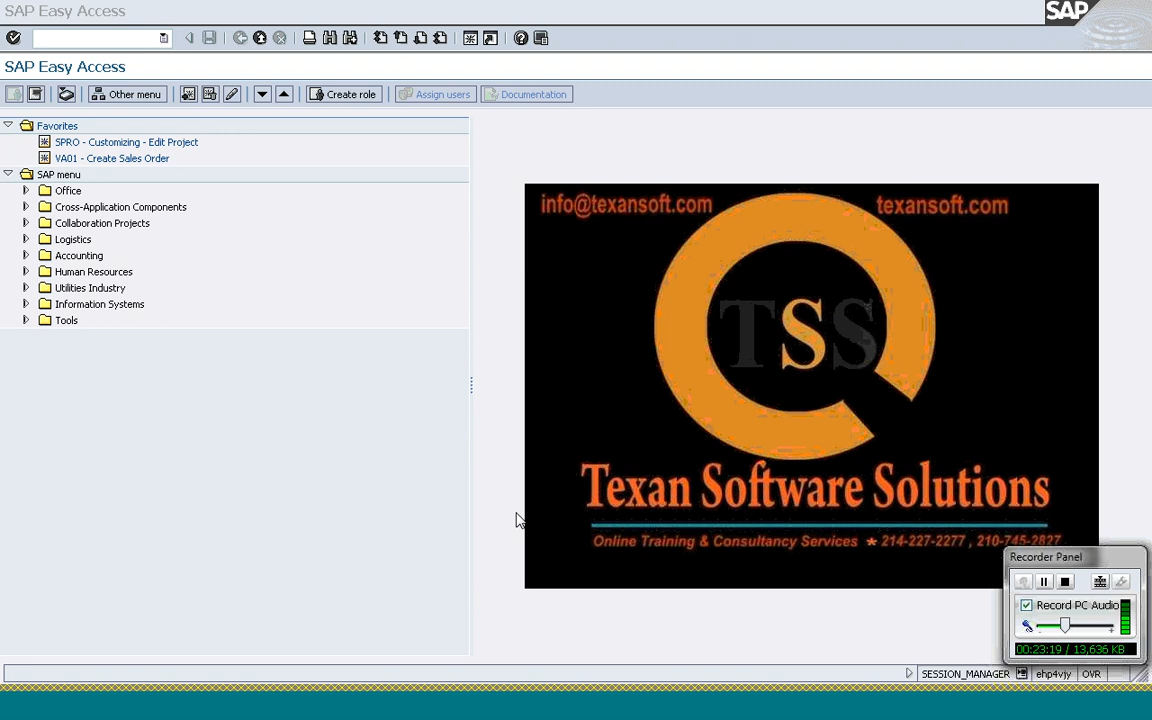 SAP Easy Access
SAP
SAP Easy Access
Other menu
Create role
Assign users
Documentation
Favorites
SPRO - Customizing - Edit Project
VA01 - Create Sales Order
SAP menu
Office
Cross-Application Components
Collaboration Projects
Logistics
Accounting
Human Resources
Utilities Industry
Information Systems
Tools
info@texansoft.com
texansoft.com
TSS
Texan Software Solutions
Online Training & Consultancy Services * 214-227-2277 , 210-745-2827
Recorder Panel
Record PC Audio
- +
00:23:19 / 13,636 KB
SESSION_MANAGER
ehp4vjy
OVR